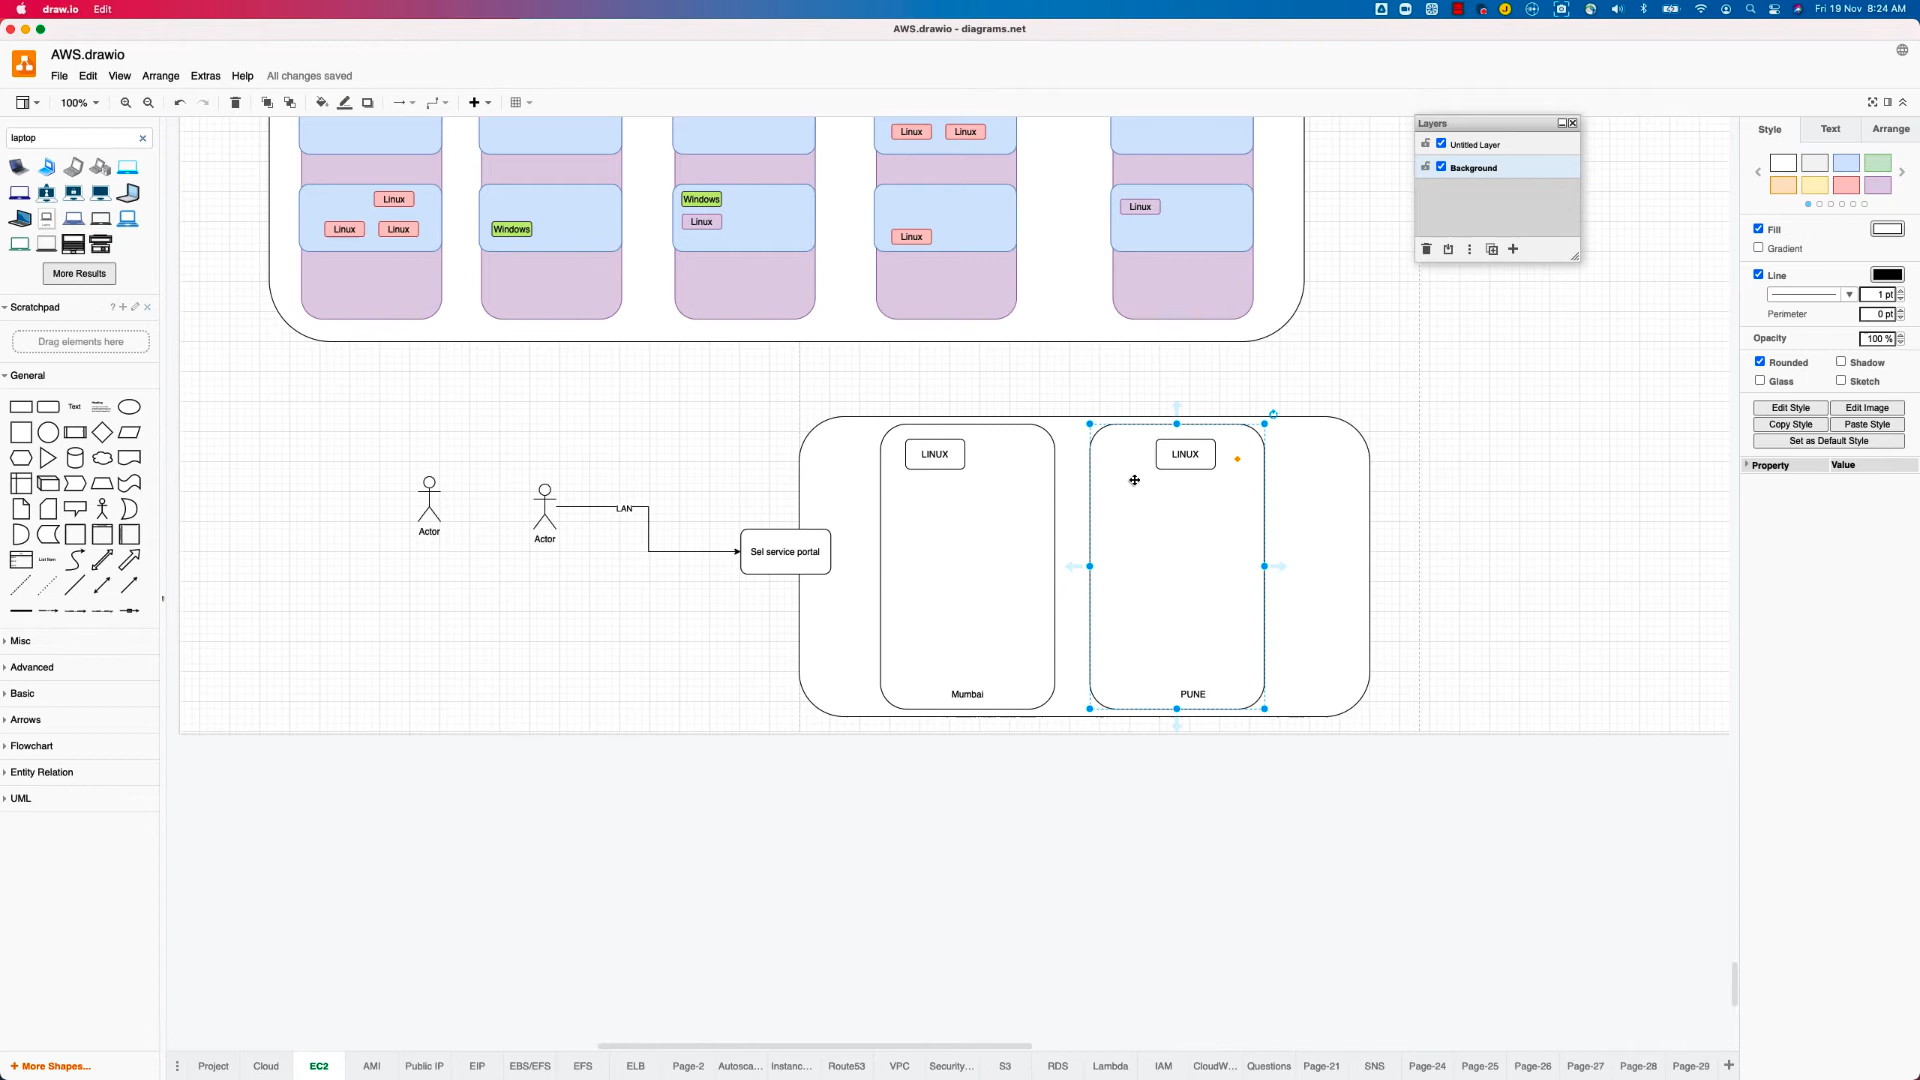 draw.io Edit
Fri 19 Nov 8:24 AM
AWS.drawio - diagrams.net
AWS.drawio
File Edit View Arrange Extras Help All changes saved
100%
laptop
More Results
Scratchpad
Drag elements here
General
Text
Heading
Actor
List Item
Misc
Advanced
Basic
Arrows
Flowchart
Entity Relation
UML
More Shapes...
Linux Linux
Linux
Linux Linux
Windows
Windows
Linux
Linux
Linux
Layers
Untitled Layer
Background
LINUX
LINUX
Actor
Actor
LAN
Sel service portal
Mumbai
PUNE
Style Text Arrange
Fill
Gradient
Line
1 pt
Perimeter 0 pt
Opacity 100 %
Rounded Shadow
Glass Sketch
Edit Style Edit Image
Copy Style Paste Style
Set as Default Style
Property Value
Project Cloud EC2 AMI Public IP EIP EBS/EFS EFS ELB Page-2 Autosca... Instanc... Route53 VPC Security... S3 RDS Lambda IAM CloudW... Questions Page-21 SNS Page-24 Page-25 Page-26 Page-27 Page-28 Page-29